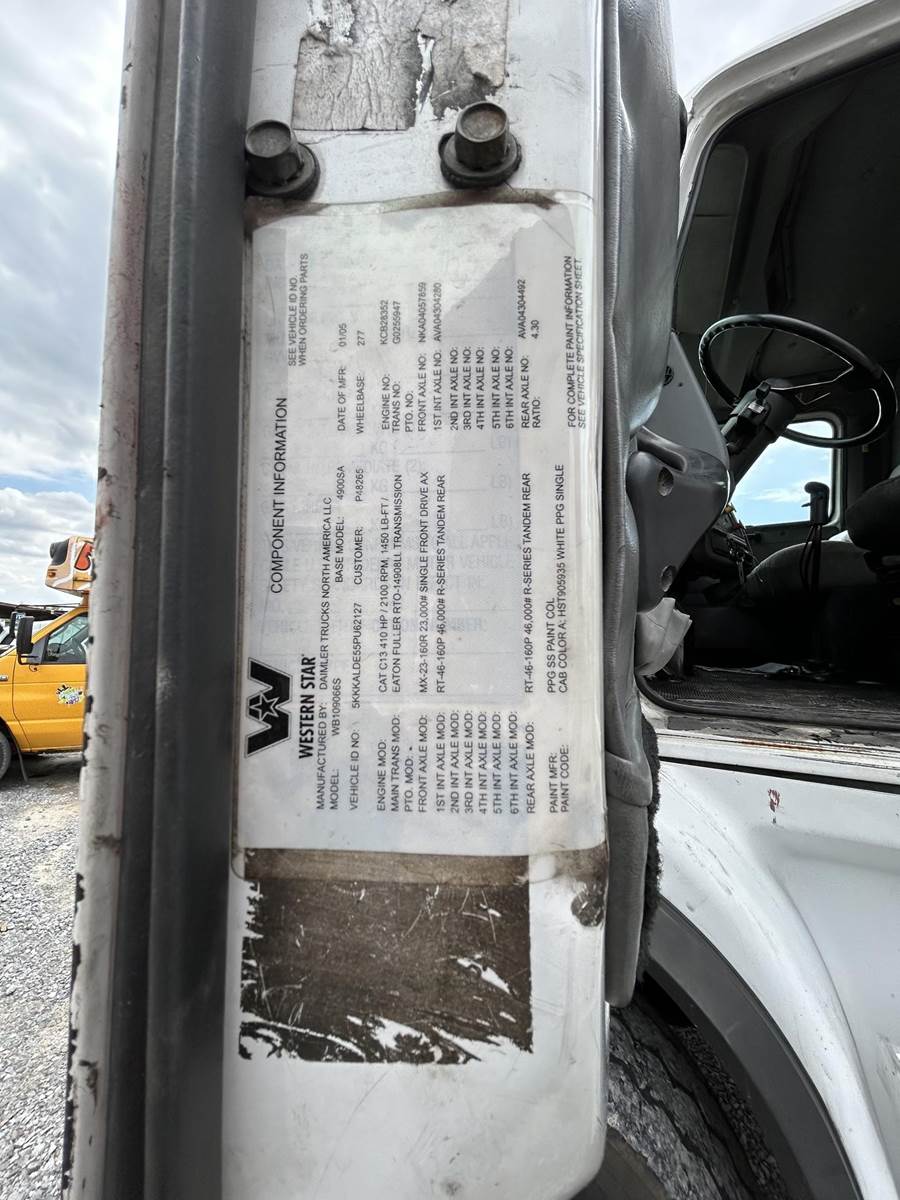 WESTERN STAR
COMPONENT INFORMATION
SEE VEHICLE ID NO.
WHEN ORDERING PARTS
MANUFACTURED BY: DAIMLER TRUCKS NORTH AMERICA LLC
MODEL: WB109066S BASE MODEL: 4900SA DATE OF MFR: 01/05
VEHICLE ID NO: 5KKKALDE55PU62127 CUSTOMER: P48265 WHEELBASE: 277
ENGINE MOD: CAT C13 410 HP / 2100 RPM, 1450 LB-FT / ENGINE NO: KCB28352
MAIN TRANS MOD: EATON FULLER RTO-14908LL TRANSMISSION TRANS NO: G0255947
PTO. MOD: PTO. NO:
FRONT AXLE MOD: MX-23-160R 23,000# SINGLE FRONT DRIVE AX FRONT AXLE NO: NKA04057859
1ST INT AXLE MOD: RT-46-160P 46,000# R-SERIES TANDEM REAR 1ST INT AXLE NO: AVA04304280
2ND INT AXLE MOD: 2ND INT AXLE NO:
3RD INT AXLE MOD: 3RD INT AXLE NO:
4TH INT AXLE MOD: 4TH INT AXLE NO:
5TH INT AXLE MOD: 5TH INT AXLE NO:
6TH INT AXLE MOD: 6TH INT AXLE NO:
REAR AXLE MOD: RT-46-160P 46,000# R-SERIES TANDEM REAR REAR AXLE NO: AVA04304492
RATIO: 4.30
PAINT MFR: PPG SS PAINT COL
PAINT CODE: CAB COLOR A: HST905935 WHITE PPG SINGLE
FOR COMPLETE PAINT INFORMATION
SEE VEHICLE SPECIFICATION SHEET.